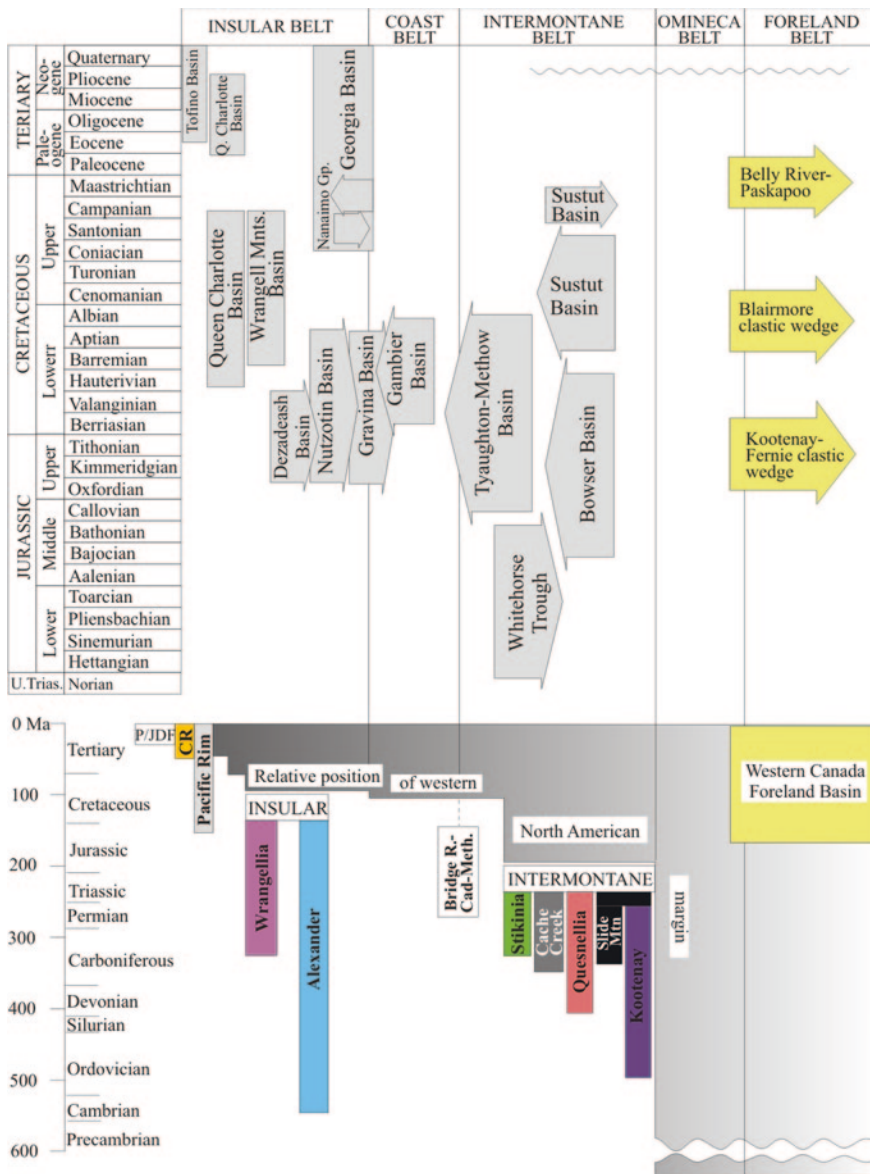 INSULAR BELT
COAST
BELT
INTERMONTANE
BELT
OMINECA
BELT
FORELAND
BELT
TERIARY
Neo-
gene
Pale-
ogene
Quaternary
Pliocene
Miocene
Oligocene
Eocene
Paleocene
CRETACEOUS
Upper
Maastrichtian
Campanian
Santonian
Coniacian
Turonian
Cenomanian
Lowerr
Albian
Aptian
Barremian
Hauterivian
Valanginian
Berriasian
JURASSIC
Upper
Tithonian
Kimmeridgian
Oxfordian
Middle
Callovian
Bathonian
Bajocian
Aalenian
Lower
Toarcian
Pliensbachian
Sinemurian
Hettangian
U.Trias.
Norian
Tofino Basin
Q. Charlotte
Basin
Georgia Basin
Nanaimo Gp.
Queen Charlotte
Basin
Wrangell Mnts.
Basin
Dezadeash
Basin
Nutzotin Basin
Gravina Basin
Gambier
Basin
Tyaughton-Methow
Basin
Sustut
Basin
Sustut
Basin
Bowser Basin
Whitehorse
Trough
Belly River-
Paskapoo
Blairmore
clastic wedge
Kootenay-
Fernie clastic
wedge
0 Ma
100
200
300
400
500
600
Tertiary
Cretaceous
Jurassic
Triassic
Permian
Carboniferous
Devonian
Silurian
Ordovician
Cambrian
Precambrian
P/JDF
CR
Pacific Rim
Relative position
of western
North American
margin
INSULAR
Wrangellia
Alexander
Bridge R.-
Cad-Meth.
INTERMONTANE
Stikinia
Cache
Creek
Quesnellia
Slide
Mtn
Kootenay
Western Canada
Foreland Basin